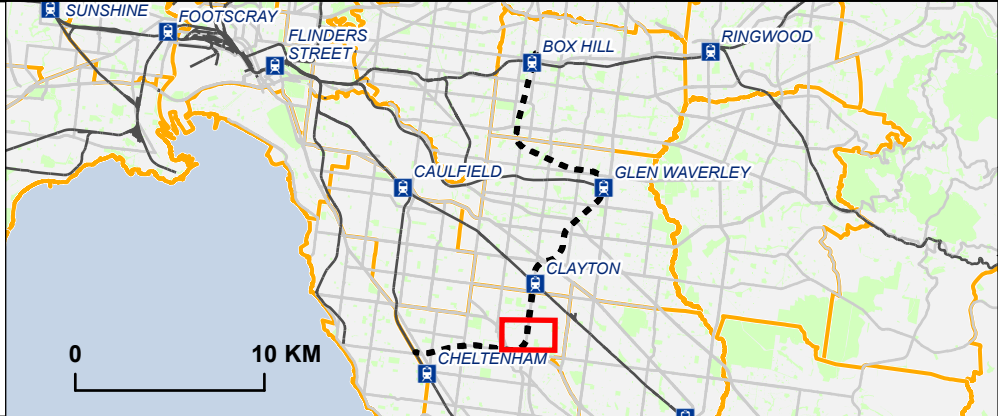 SUNSHINE
FOOTSCRAY
FLINDERS
STREET
BOX HILL
RINGWOOD
CAULFIELD
GLEN WAVERLEY
CLAYTON
CHELTENHAM
0 10 KM